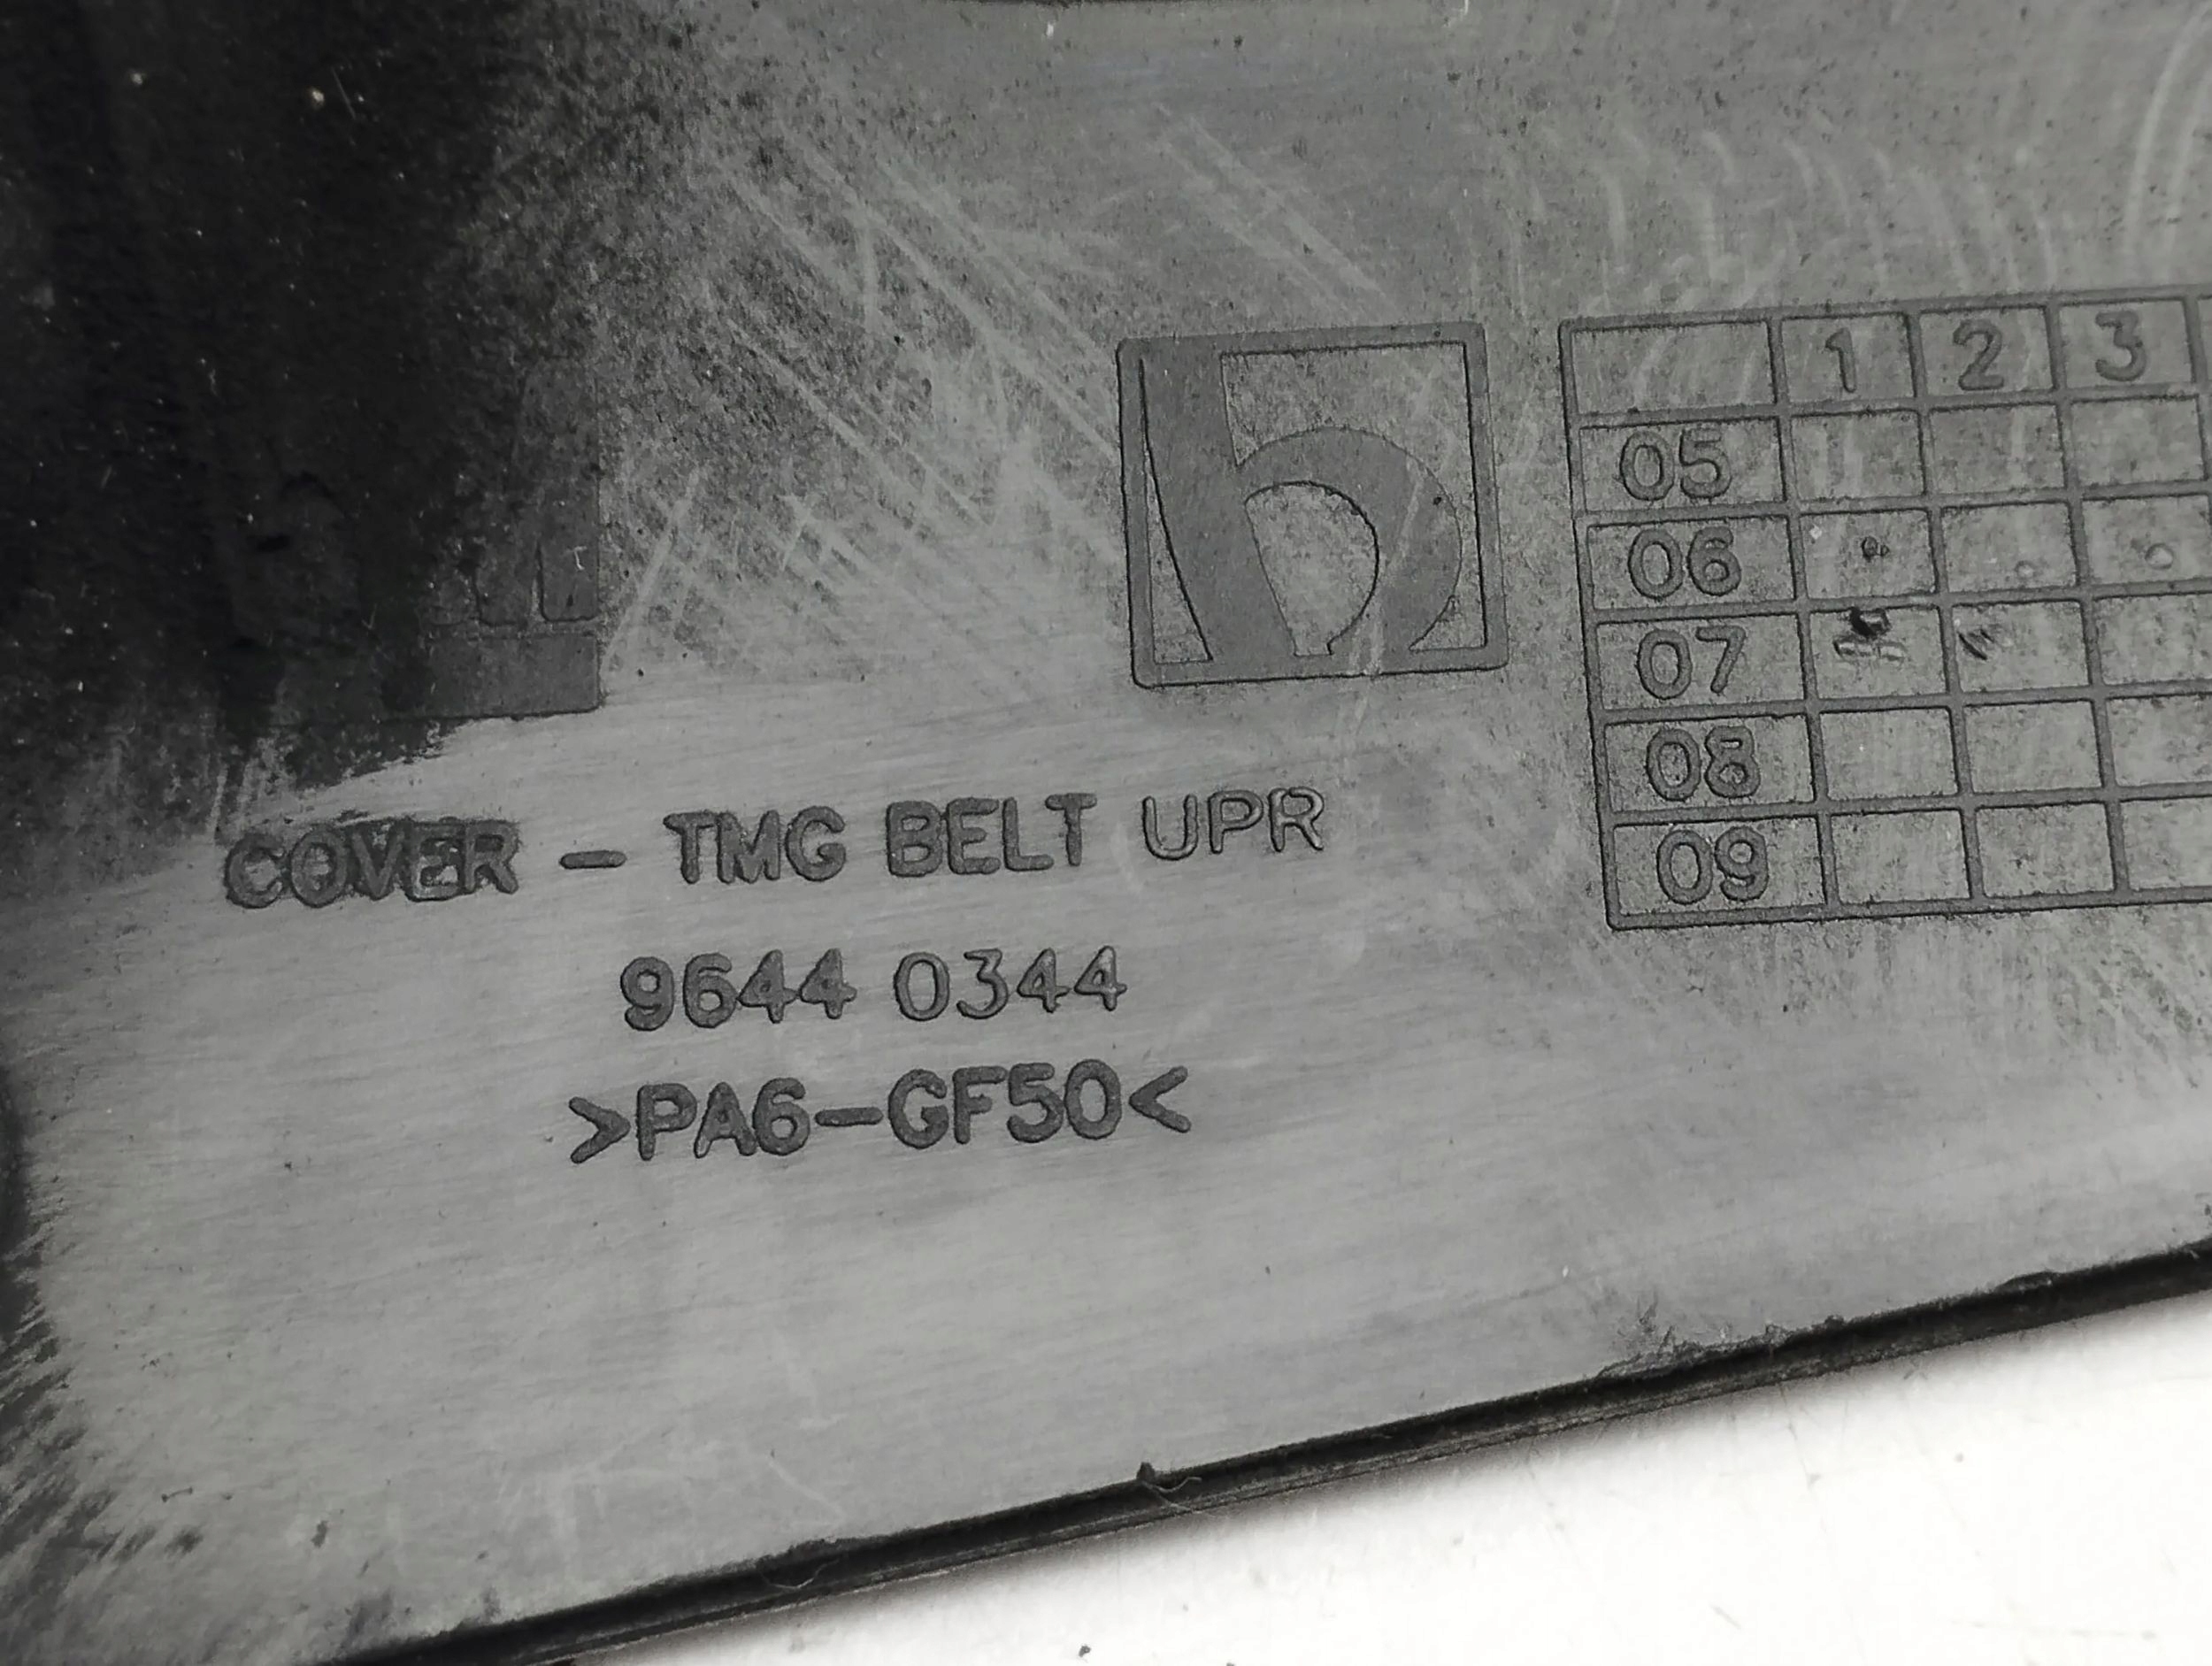 h
1 2 3
05
06
07
08
09
COVER - TMG BELT UPR
9644 0344
>PA6-GF50<